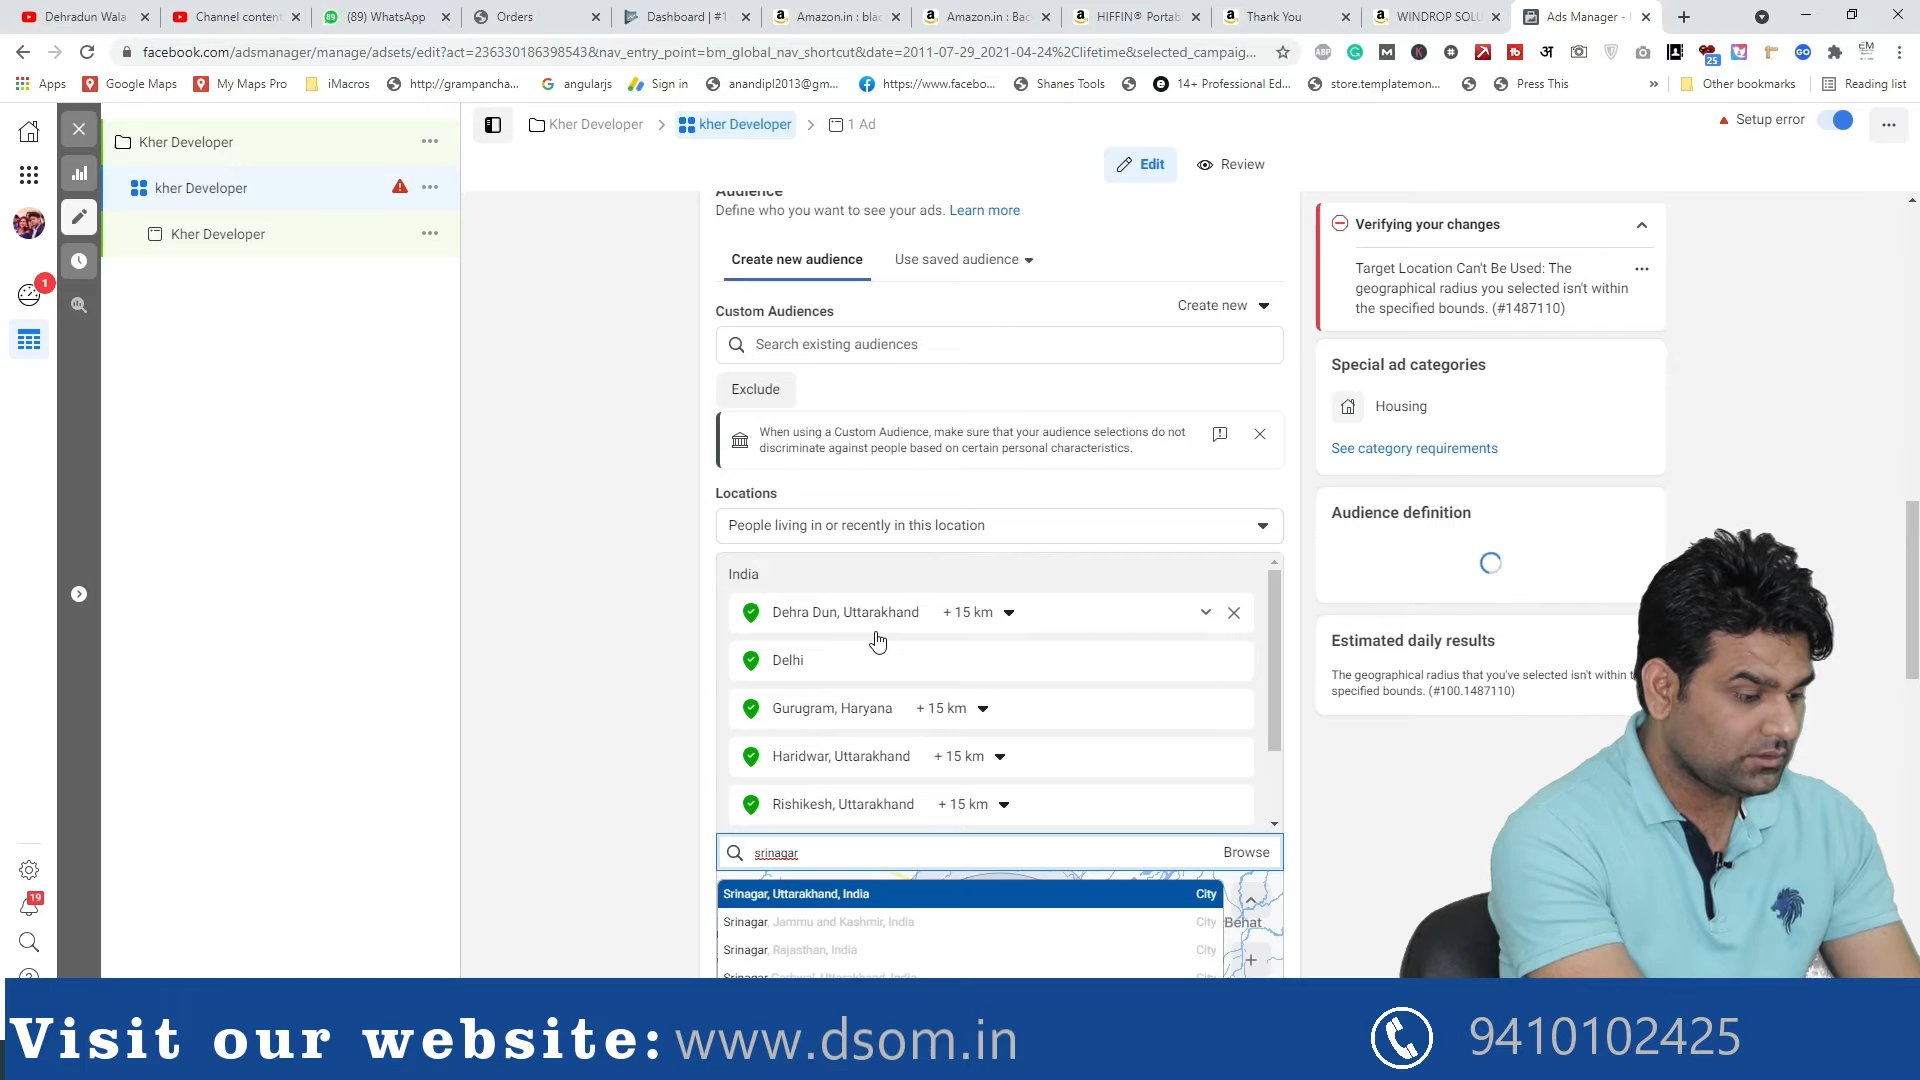 Dehradun Wala
Channel content
(89) WhatsApp
Orders
Dashboard | #1
Amazon.in : bla
Amazon.in : Bac
HIFFIN® Portab
Thank You
WINDROP SOLU
Ads Manager -
facebook.com/adsmanager/manage/adsets/edit?act=236330186398543&nav_entry_point=bm_global_nav_shortcut&date=2011-07-29_2021-04-24%2Clifetime&selected_campaig...
Apps
Google Maps
My Maps Pro
iMacros
http://grampancha...
angularjs
Sign in
anandipl2013@gm...
https://www.facebo...
Shanes Tools
14+ Professional Ed...
store.templatemon...
Press This
Other bookmarks
Reading list
Kher Developer
kher Developer
Kher Developer
1
19
25
Kher Developer
kher Developer
1 Ad
Setup error
Edit
Review
Audience
Define who you want to see your ads. Learn more
Create new audience
Use saved audience
Custom Audiences
Create new
Search existing audiences
Exclude
When using a Custom Audience, make sure that your audience selections do not
discriminate against people based on certain personal characteristics.
Locations
People living in or recently in this location
India
Dehra Dun, Uttarakhand + 15 km
Delhi
Gurugram, Haryana + 15 km
Haridwar, Uttarakhand + 15 km
Rishikesh, Uttarakhand + 15 km
srinagar
Browse
Srinagar, Uttarakhand, India City
Srinagar, Jammu and Kashmir, India City
Srinagar, Rajasthan, India City
Srinagar Garhwal, Uttarakhand, India City
Behat
Verifying your changes
Target Location Can't Be Used: The
geographical radius you selected isn't within
the specified bounds. (#1487110)
Special ad categories
Housing
See category requirements
Audience definition
Estimated daily results
The geographical radius that you've selected isn't within
specified bounds. (#100.1487110)
Visit our website: www.dsom.in
9410102425